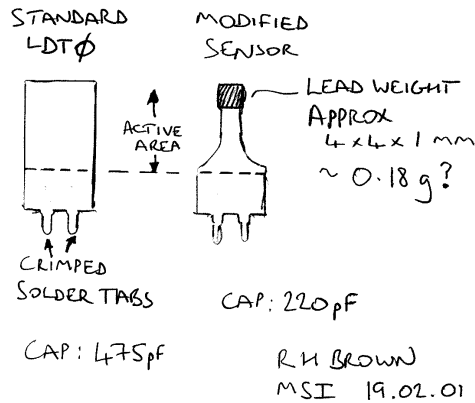 STANDARD
LDTØ
MODIFIED
SENSOR
LEAD WEIGHT
APPROX
4 x 4 x 1 mm
~ 0.18 g?
ACTIVE
AREA
CRIMPED
SOLDER TABS
CAP: 475pF
CAP: 220pF
R H BROWN
MSI 19.02.01